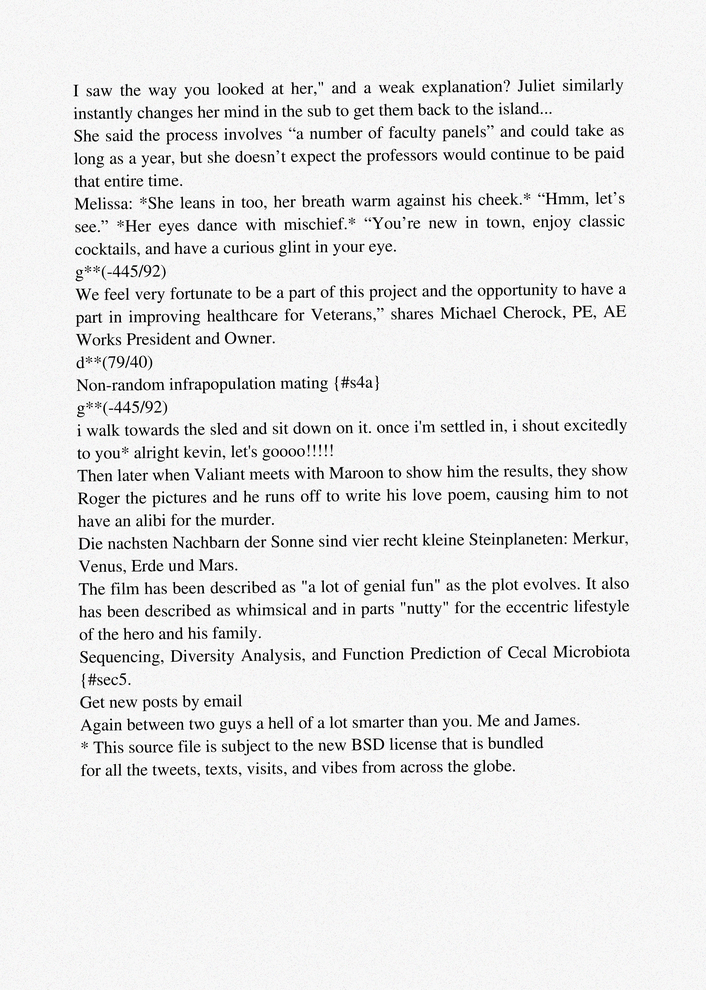 I saw the way you looked at her," and a weak explanation? Juliet similarly
instantly changes her mind in the sub to get them back to the island...
She said the process involves “a number of faculty panels” and could take as
long as a year, but she doesn’t expect the professors would continue to be paid
that entire time.
Melissa: *She leans in too, her breath warm against his cheek.* “Hmm, let’s
see.” *Her eyes dance with mischief.* “You’re new in town, enjoy classic
cocktails, and have a curious glint in your eye.
g**(-445/92)
We feel very fortunate to be a part of this project and the opportunity to have a
part in improving healthcare for Veterans,” shares Michael Cherock, PE, AE
Works President and Owner.
d**(79/40)
Non-random infrapopulation mating {#s4a}
g**(-445/92)
i walk towards the sled and sit down on it. once i'm settled in, i shout excitedly
to you* alright kevin, let's goooo!!!!!
Then later when Valiant meets with Maroon to show him the results, they show
Roger the pictures and he runs off to write his love poem, causing him to not
have an alibi for the murder.
Die nachsten Nachbarn der Sonne sind vier recht kleine Steinplaneten: Merkur,
Venus, Erde und Mars.
The film has been described as "a lot of genial fun" as the plot evolves. It also
has been described as whimsical and in parts "nutty" for the eccentric lifestyle
of the hero and his family.
Sequencing, Diversity Analysis, and Function Prediction of Cecal Microbiota
{#sec5.
Get new posts by email
Again between two guys a hell of a lot smarter than you. Me and James.
* This source file is subject to the new BSD license that is bundled
for all the tweets, texts, visits, and vibes from across the globe.